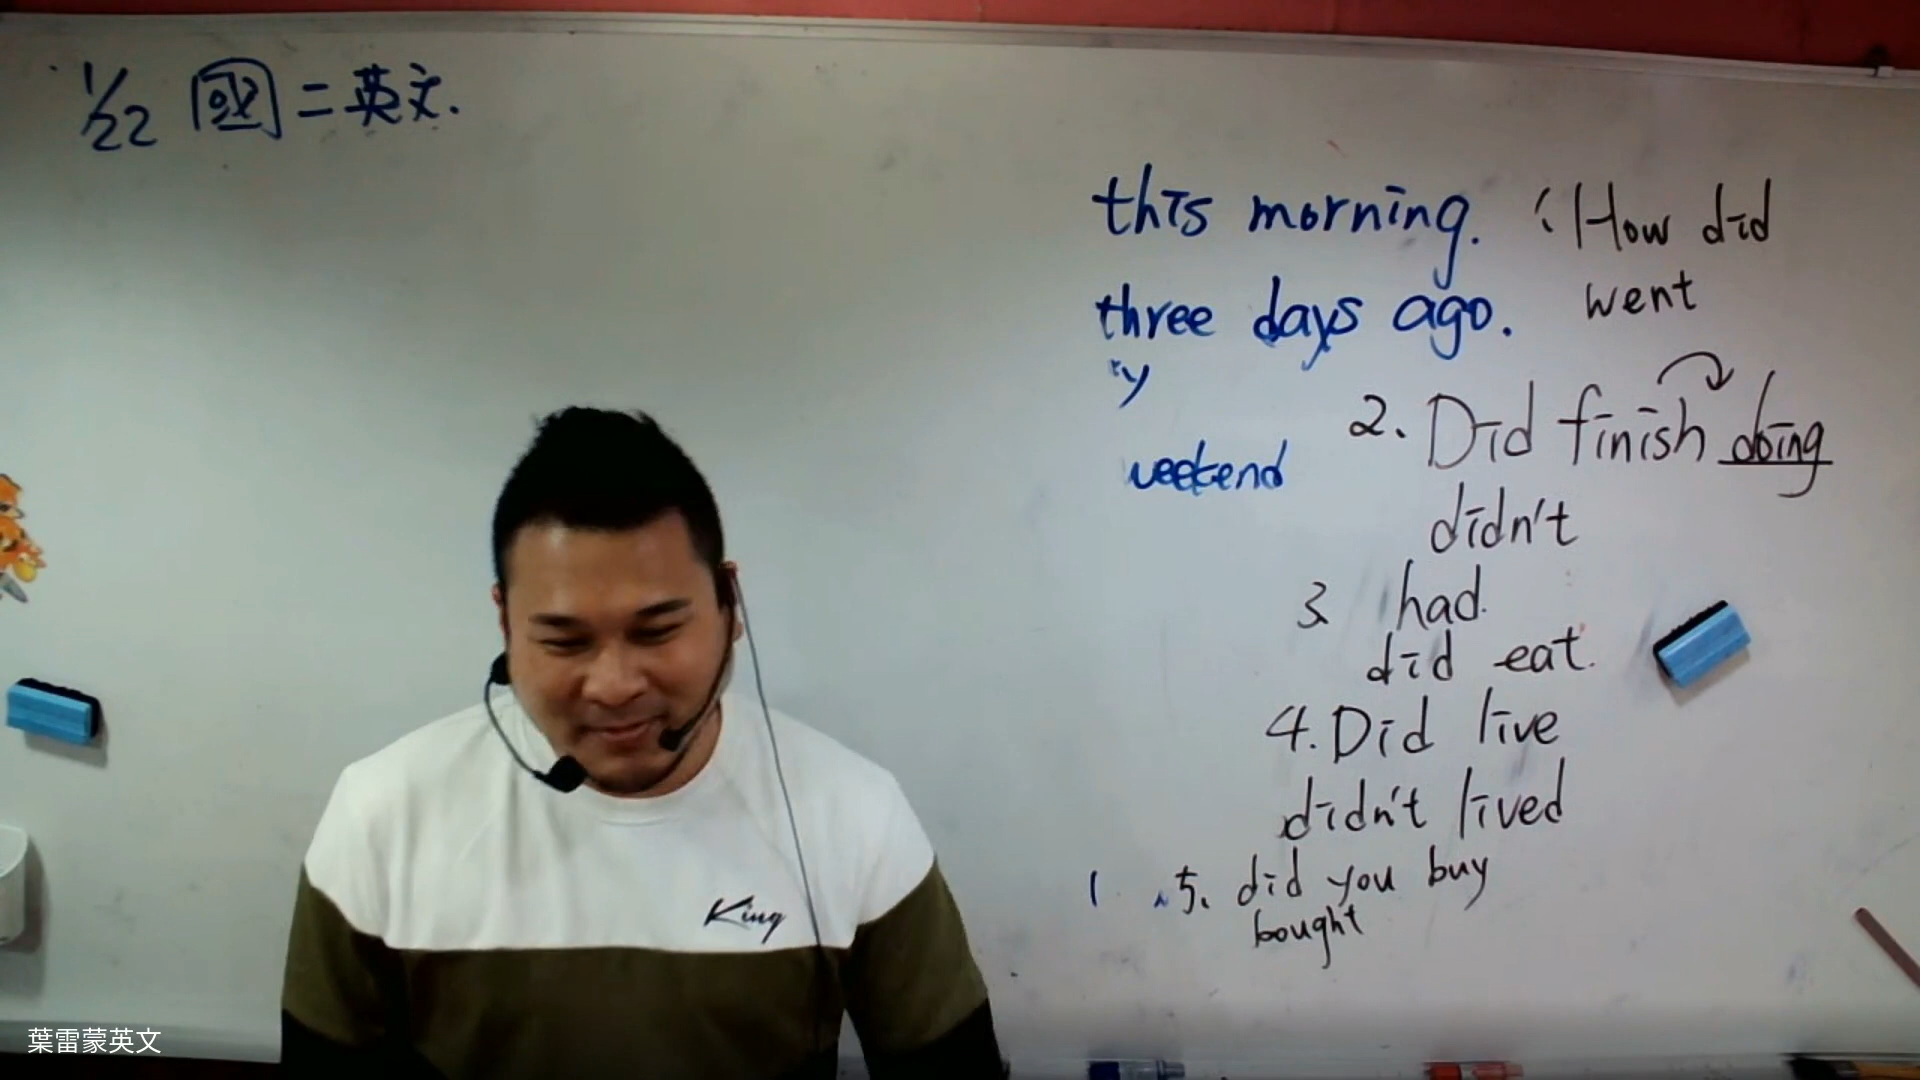 1/22 國二英文.
this morning.
three days ago.
y
weekend
How did
went
2. Did finish doing
didn't
3 had.
did eat.
4. Did live
didn't lived
5. did you buy
bought
King
葉雷蒙英文